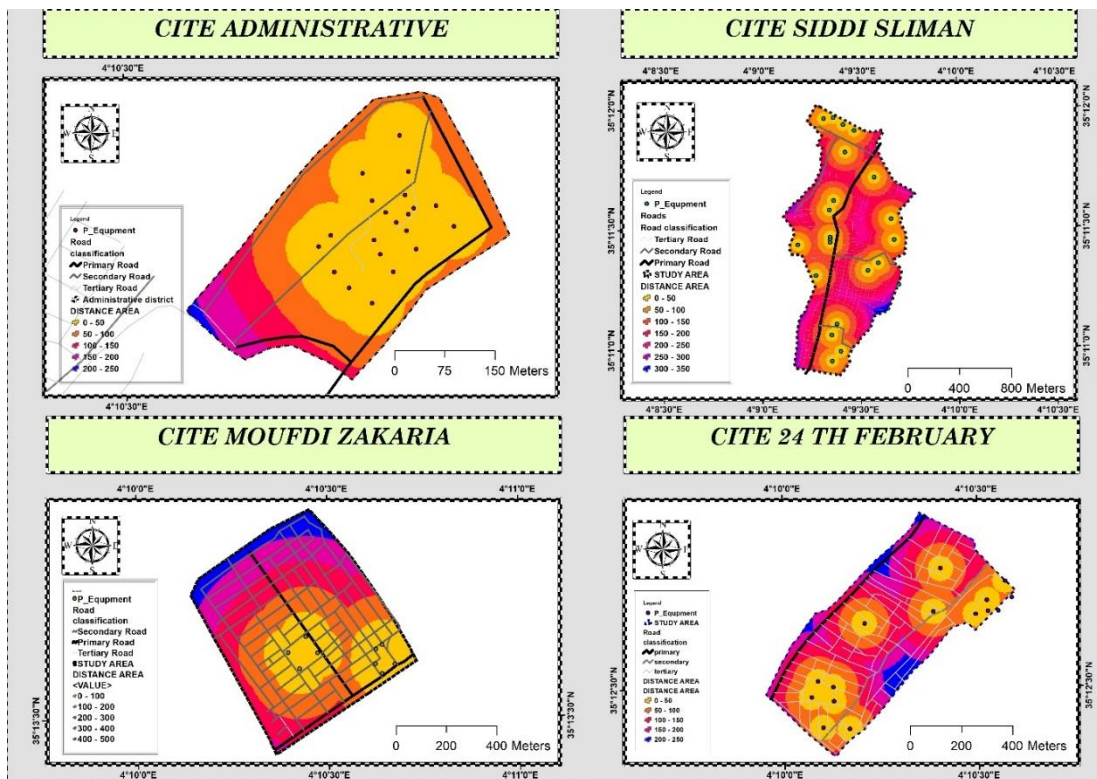 CITE ADMINISTRATIVE
4°10'30"E
N
W E
S
Legend
P_Equpment
Road
classification
Primary Road
Secondary Road
Tertiary Road
Administrative district
DISTANCE AREA
0 - 50
50 - 100
100 - 150
150 - 200
200 - 250
0 75 150 Meters
4°10'30"E
CITE SIDDI SLIMAN
4°8'30"E 4°9'0"E 4°9'30"E 4°10'0"E 4°10'30"E
35°12'0"N 35°12'0"N
35°11'30"N 35°11'30"N
35°11'0"N 35°11'0"N
N
W E
S
Legend
P_Equpment
Roads
Road classification
Tertiary Road
Secondary Road
Primary Road
STUDY AREA
DISTANCE AREA
0 - 50
50 - 100
100 - 150
150 - 200
200 - 250
250 - 300
300 - 350
0 400 800 Meters
4°8'30"E 4°9'0"E 4°9'30"E 4°10'0"E 4°10'30"E
CITE MOUFDI ZAKARIA
4°10'0"E 4°10'30"E 4°11'0"E
N
W E
S
P_Equpment
Road
classification
Secondary Road
Primary Road
Tertiary Road
STUDY AREA
DISTANCE AREA
<VALUE>
0 - 100
100 - 200
200 - 300
300 - 400
400 - 500
35°13'30"N 35°13'30"N
0 200 400 Meters
4°10'0"E 4°10'30"E 4°11'0"E
CITE 24 TH FEBRUARY
4°10'0"E 4°10'30"E
N
W E
S
Legend
P_Equpment
STUDY AREA
Road
classification
primary
secondary
tertiary
DISTANCE AREA
DISTANCE AREA
0 - 50
50 - 100
100 - 150
150 - 200
200 - 250
35°12'30"N 35°12'30"N
0 200 400 Meters
4°10'0"E 4°10'30"E